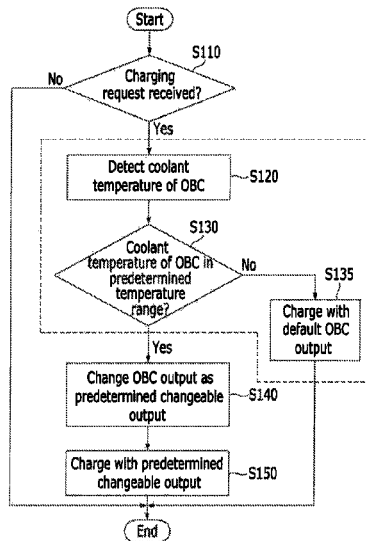 Start
S110
No
Charging
request received?
Yes
Detect coolant
temperature of OBC
S120
S130
Coolant
temperature of OBC in
predetermined
temperature
range?
No
S135
Charge with
default OBC
output
Yes
Change OBC output as
predetermined changeable
output
S140
Charge with predetermined
changeable output
S150
End